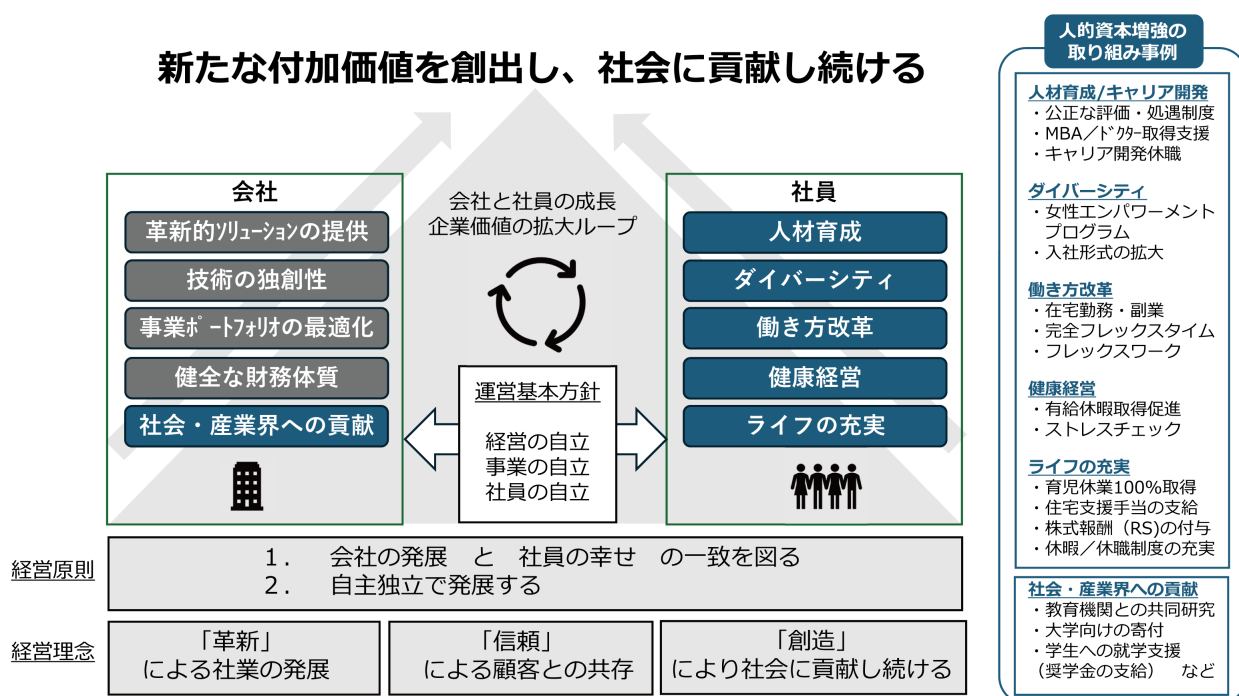 新たな付加価値を創出し、社会に貢献し続ける
会社
革新的ｿﾘｭｰｼｮﾝの提供
技術の独創性
事業ﾎﾟｰﾄﾌｫﾘｵの最適化
健全な財務体質
社会・産業界への貢献
会社と社員の成長
企業価値の拡大ループ
運営基本方針
経営の自立
事業の自立
社員の自立
社員
人材育成
ダイバーシティ
働き方改革
健康経営
ライフの充実
経営原則
1.　会社の発展　と　社員の幸せ　の一致を図る
2.　自主独立で発展する
経営理念
「革新」
による社業の発展
「信頼」
による顧客との共存
「創造」
により社会に貢献し続ける
人的資本増強の
取り組み事例
人材育成/キャリア開発
・公正な評価・処遇制度
・MBA／ﾄﾞｸﾀｰ取得支援
・キャリア開発休職
ダイバーシティ
・女性エンパワーメント
プログラム
・入社形式の拡大
働き方改革
・在宅勤務・副業
・完全フレックスタイム
・フレックスワーク
健康経営
・有給休暇取得促進
・ストレスチェック
ライフの充実
・育児休業100%取得
・住宅支援手当の支給
・株式報酬（RS)の付与
・休暇／休職制度の充実
社会・産業界への貢献
・教育機関との共同研究
・大学向けの寄付
・学生への就学支援
（奨学金の支給）　など